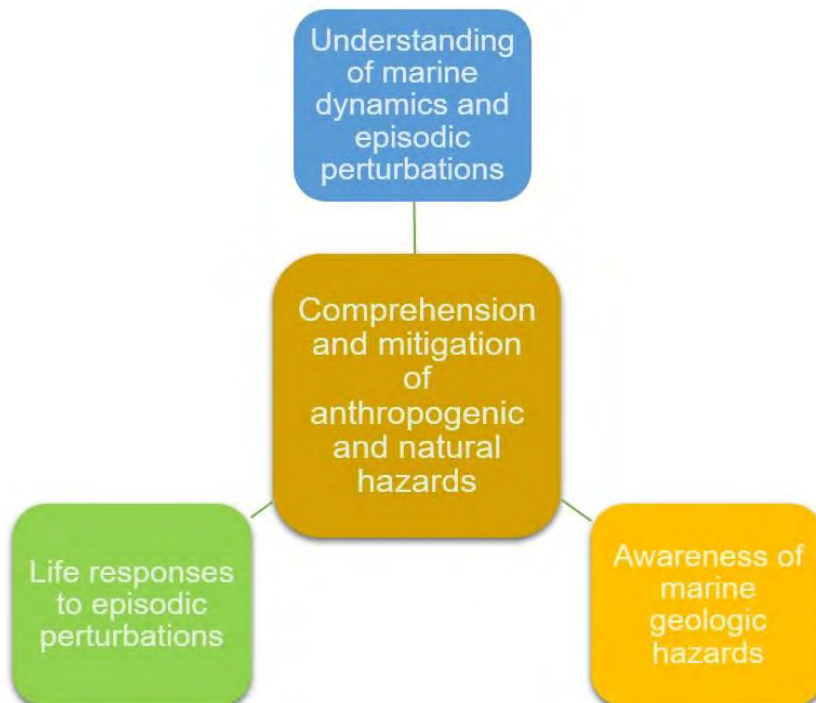 Understanding
of marine
dynamics and
episodic
perturbations
Comprehension
and mitigation
of
anthropogenic
and natural
hazards
Life responses
to episodic
perturbations
Awareness of
marine
geologic
hazards